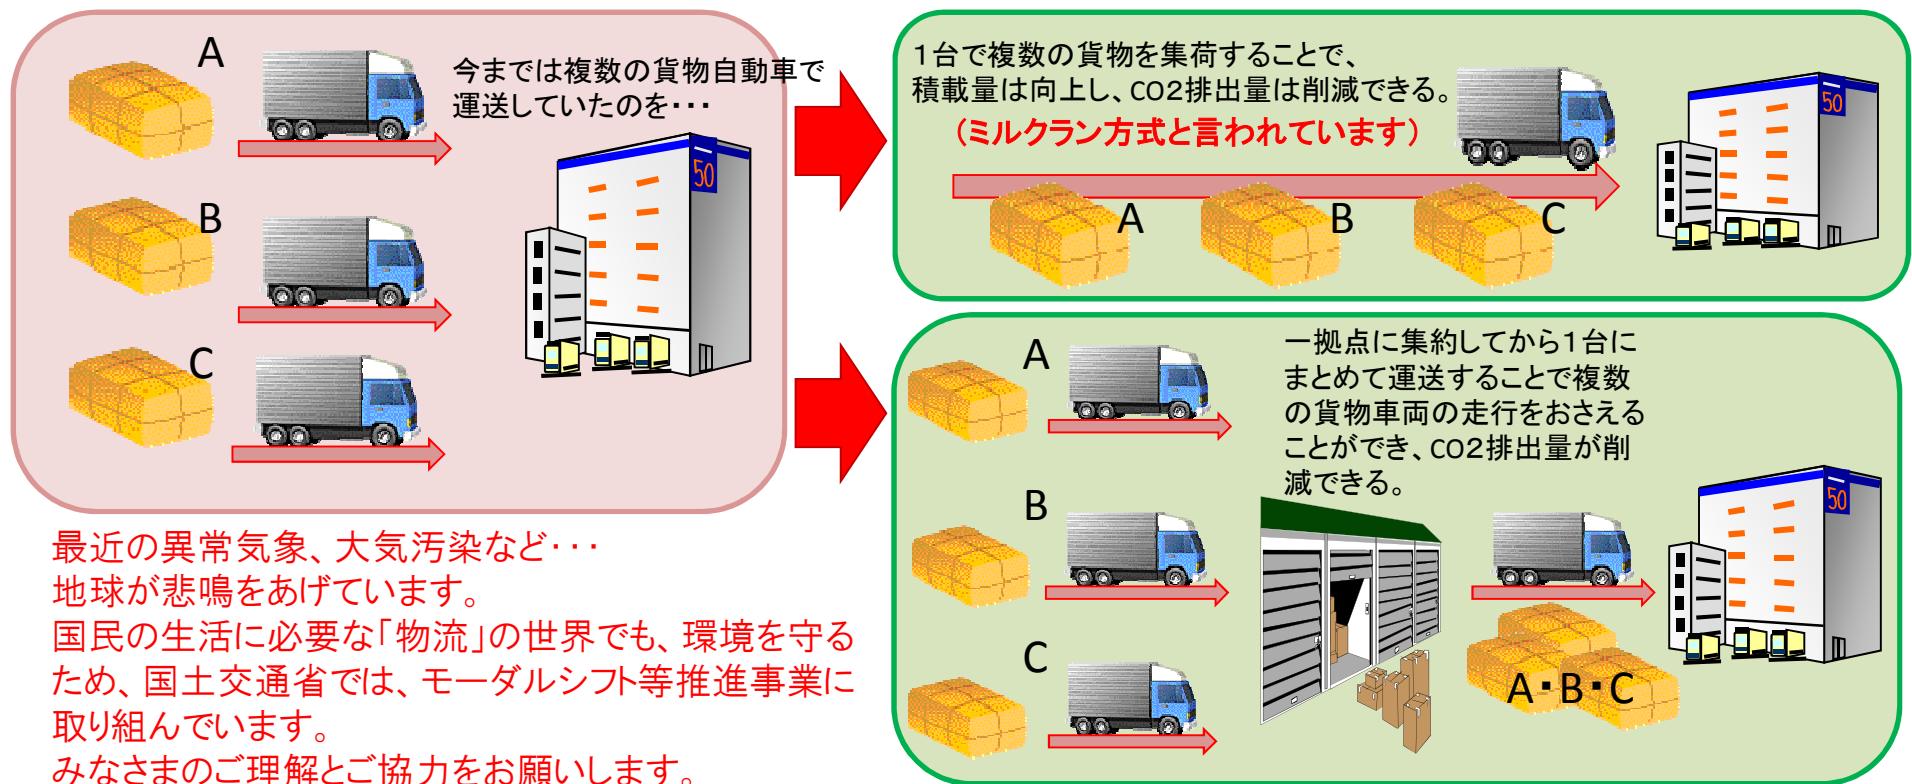 A
今までは複数の貨物自動車で
運送していたのを・・・
50
B
C
1台で複数の貨物を集荷することで、
積載量は向上し、CO2排出量は削減できる。
(ミルクラン方式と言われています)
50
A
B
C
A
一拠点に集約してから1台に
まとめて運送することで複数
の貨物車両の走行をおさえる
ことができ、CO2排出量が削
減できる。
B
50
C
A・B・C
最近の異常気象、大気汚染など・・・
地球が悲鳴をあげています。
国民の生活に必要な「物流」の世界でも、環境を守る
ため、国土交通省では、モーダルシフト等推進事業に
取り組んでいます。
みなさまのご理解とご協力をお願いします。